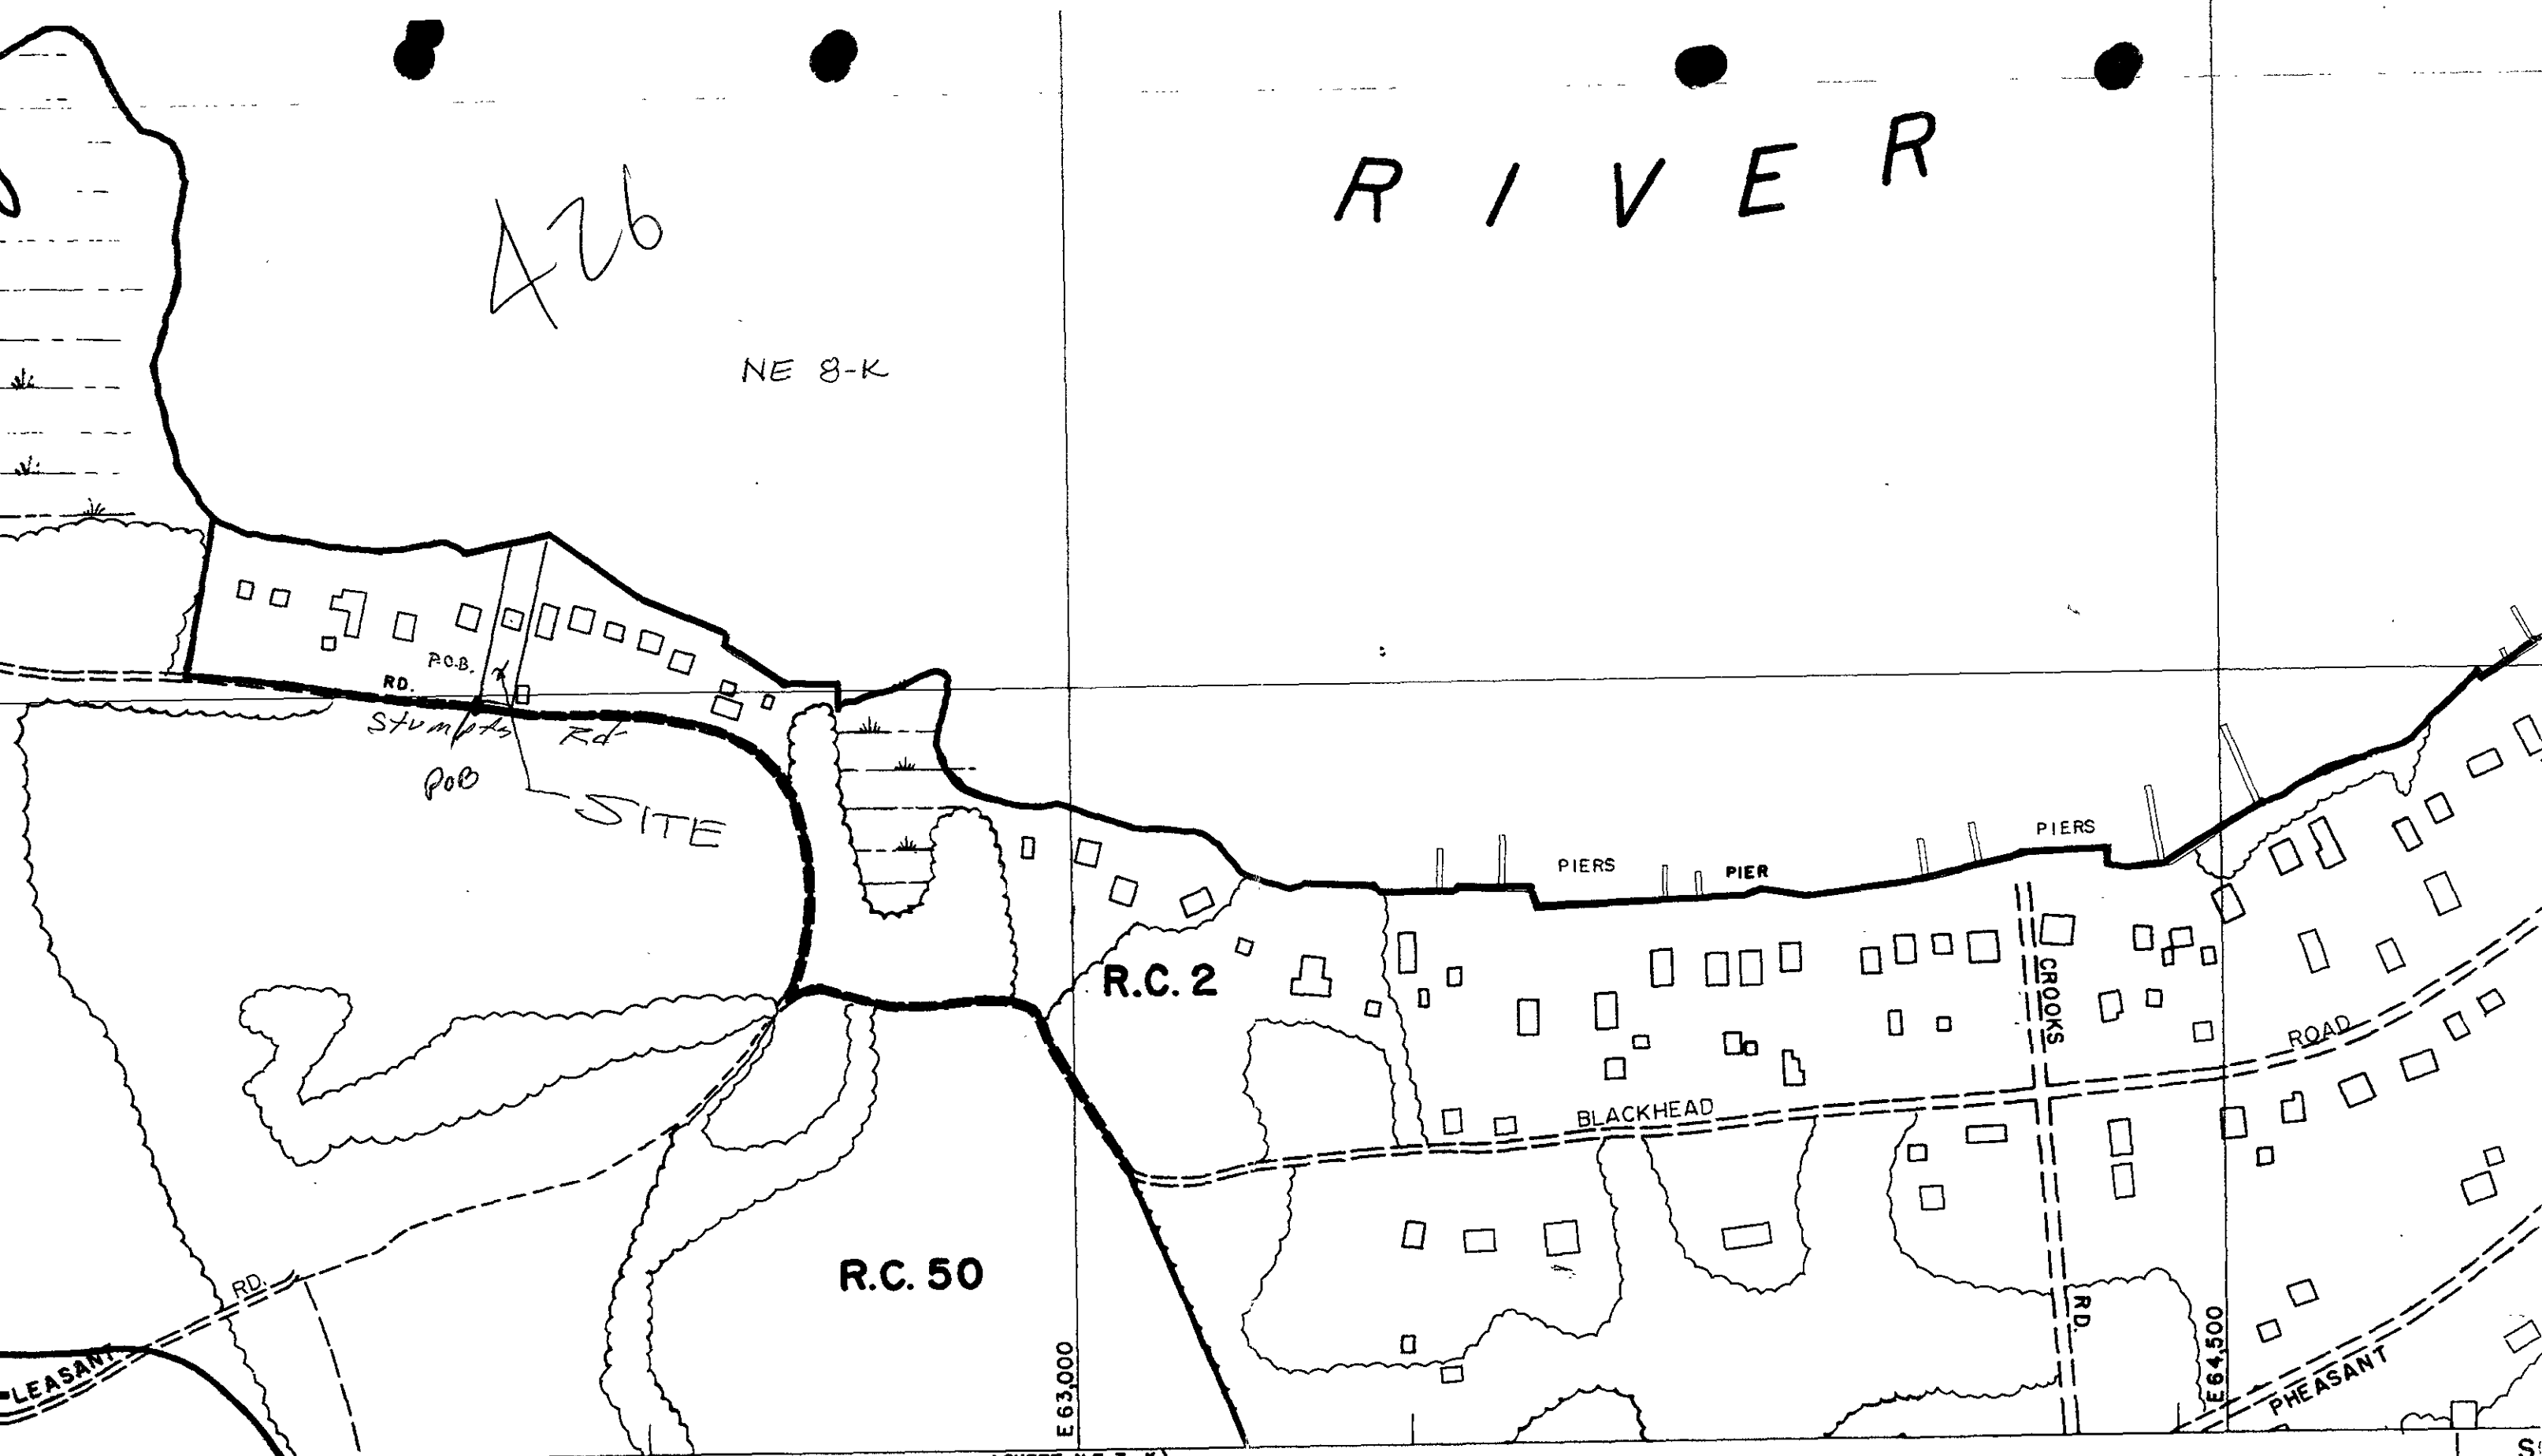 RIVER
426
NE 8-K
P.O.B.
RD.
Rd
POB
SITE
PIERS
PIER
PIERS
R.C. 2
CROOKS
ROAD
BLACKHEAD
R.C. 50
RD.
RD.
E 63,000
E 64,500
PHEASANT
LEASANT